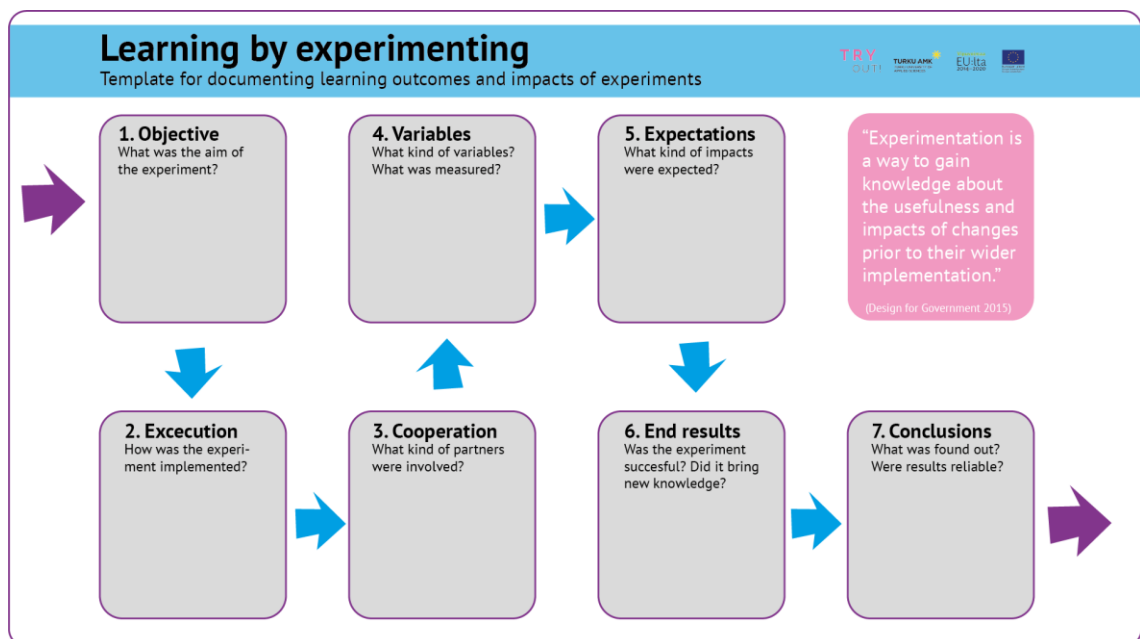 Learning by experimenting
Template for documenting learning outcomes and impacts of experiments
TRY
OUT!
TURKU AMK
EU:lta
2014–2020
1. Objective
What was the aim of
the experiment?
2. Excecution
How was the experi-
ment implemented?
3. Cooperation
What kind of partners
were involved?
4. Variables
What kind of variables?
What was measured?
5. Expectations
What kind of impacts
were expected?
6. End results
Was the experiment
succesful? Did it bring
new knowledge?
7. Conclusions
What was found out?
Were results reliable?
“Experimentation is
a way to gain
knowledge about
the usefulness and
impacts of changes
prior to their wider
implementation.”
(Design for Government 2015)